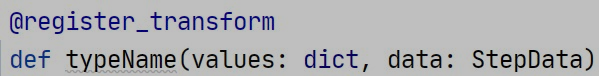 @register_transform
def typeName(values: dict, data: StepData)